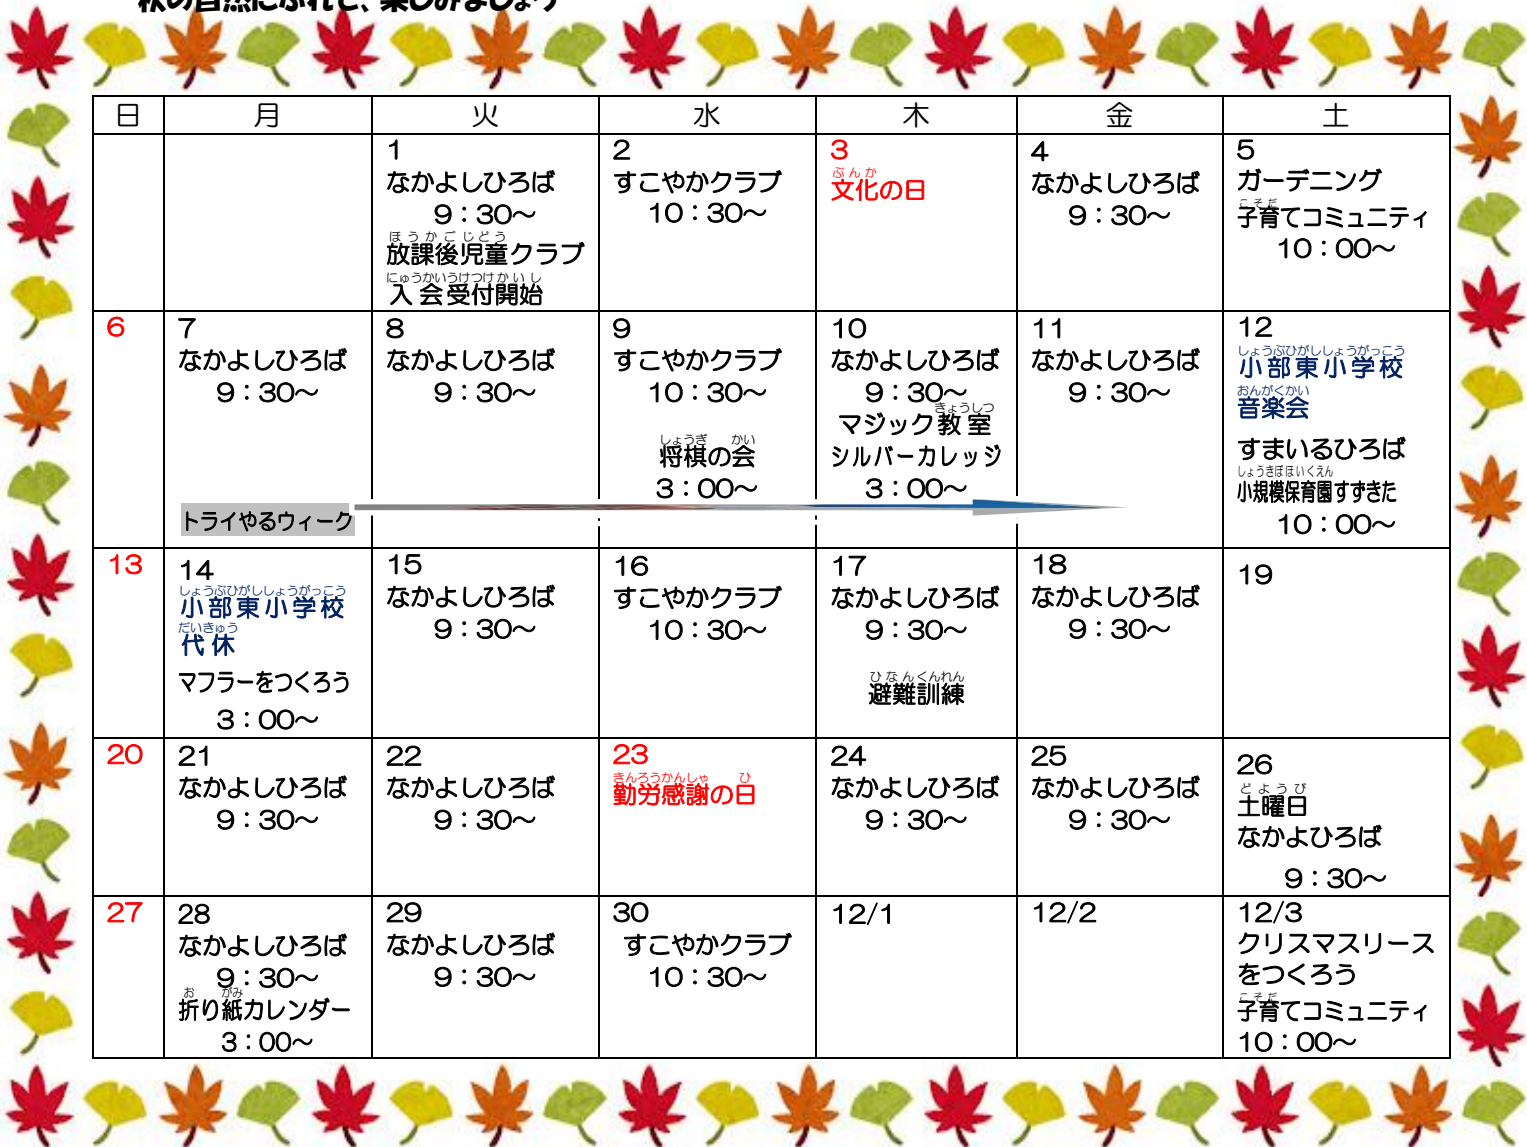 秋の自然にふれて、楽しみましょう
日 月 火 水 木 金 土
1
なかよしひろば
9：30～
ほうかごじどう
放課後児童クラブ
にゅうかいうけつけかいし
入会受付開始
2
すこやかクラブ
10：30～
3
ぶんか
文化の日
4
なかよしひろば
9：30～
5
ガーデニング
こそだ
子育てコミュニティ
10：00～
6
7
なかよしひろば
9：30～
トライやるウィーク
8
なかよしひろば
9：30～
9
すこやかクラブ
10：30～
しょうぎ かい
将棋の会
3：00～
10
なかよしひろば
9：30～
きょうしつ
マジック教室
シルバーカレッジ
3：00～
11
なかよしひろば
9：30～
12
しょうぶひがししょうがっこう
小部東小学校
おんがくかい
音楽会
すまいるひろば
しょうきぼほいくえん
小規模保育園すずきた
10：00～
13
14
しょうぶひがししょうがっこう
小部東小学校
だいきゅう
代休
マフラーをつくろう
3：00～
15
なかよしひろば
9：30～
16
すこやかクラブ
10：30～
17
なかよしひろば
9：30～
ひなんくんれん
避難訓練
18
なかよしひろば
9：30～
19
20
21
なかよしひろば
9：30～
22
なかよしひろば
9：30～
23
きんろうかんしゃ ひ
勤労感謝の日
24
なかよしひろば
9：30～
25
なかよしひろば
9：30～
26
どようび
土曜日
なかよひろば
9：30～
27
28
なかよしひろば
9：30～
お がみ
折り紙カレンダー
3：00～
29
なかよしひろば
9：30～
30
すこやかクラブ
10：30～
12/1
12/2
12/3
クリスマスリース
をつくろう
こそだ
子育てコミュニティ
10：00～